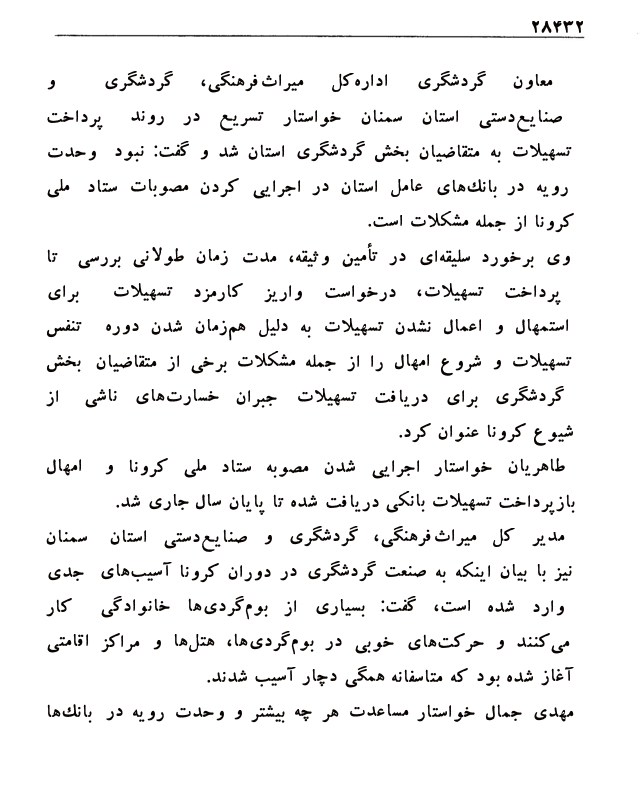 ۲۸۴۳۲
معاون گردشگری اداره‌کل میراث‌فرهنگی، گردشگری و
صنایع‌دستی استان سمنان خواستار تسریع در روند پرداخت
تسهیلات به متقاضیان بخش گردشگری استان شد و گفت: نبود وحدت
رویه در بانک‌های عامل استان در اجرایی کردن مصوبات ستاد ملی
کرونا از جمله مشکلات است.
وی برخورد سلیقه‌ای در تأمین وثیقه، مدت زمان طولانی بررسی تا
پرداخت تسهیلات، درخواست واریز کارمزد تسهیلات برای
استمهال و اعمال نشدن تسهیلات به دلیل هم‌زمان شدن دوره تنفس
تسهیلات و شروع امهال را از جمله مشکلات برخی از متقاضیان بخش
گردشگری برای دریافت تسهیلات جبران خسارت‌های ناشی از
شیوع کرونا عنوان کرد.
طاهریان خواستار اجرایی شدن مصوبه ستاد ملی کرونا و امهال
بازپرداخت تسهیلات بانکی دریافت شده تا پایان سال جاری شد.
مدیر کل میراث‌فرهنگی، گردشگری و صنایع‌دستی استان سمنان
نیز با بیان اینکه به صنعت گردشگری در دوران کرونا آسیب‌های جدی
وارد شده است، گفت: بسیاری از بوم‌گردی‌ها خانوادگی کار
می‌کنند و حرکت‌های خوبی در بوم‌گردی‌ها، هتل‌ها و مراکز اقامتی
آغاز شده بود که متاسفانه همگی دچار آسیب شدند.
مهدی جمال خواستار مساعدت هر چه بیشتر و وحدت رویه در بانک‌ها